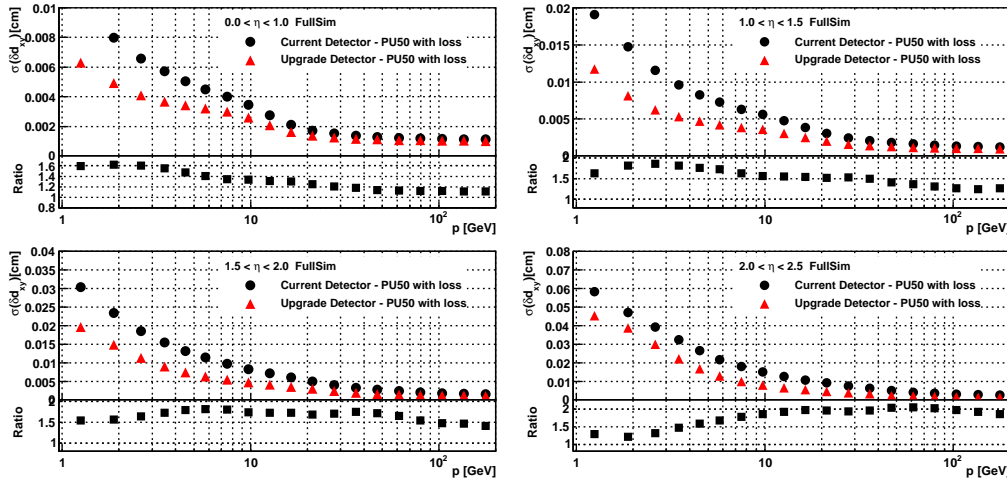 0.0 < η < 1.0 FullSim
Current Detector - PU50 with loss
Upgrade Detector - PU50 with loss
σ(δd_xy)[cm]
0.008
0.006
0.004
0.002
0
Ratio
1.6
1.4
1.2
1
0.8
1
10
10²
p [GeV]
1.0 < η < 1.5 FullSim
Current Detector - PU50 with loss
Upgrade Detector - PU50 with loss
σ(δd_xy)[cm]
0.02
0.015
0.01
0.005
0
2
Ratio
1.5
1
1
10
10²
p [GeV]
1.5 < η < 2.0 FullSim
Current Detector - PU50 with loss
Upgrade Detector - PU50 with loss
σ(δd_xy)[cm]
0.04
0.035
0.03
0.025
0.02
0.015
0.01
0.005
0
2
Ratio
1.5
1
1
10
10²
p [GeV]
2.0 < η < 2.5 FullSim
Current Detector - PU50 with loss
Upgrade Detector - PU50 with loss
σ(δd_xy)[cm]
0.08
0.07
0.06
0.05
0.04
0.03
0.02
0.01
0
Ratio
2
1.5
1
1
10
10²
p [GeV]